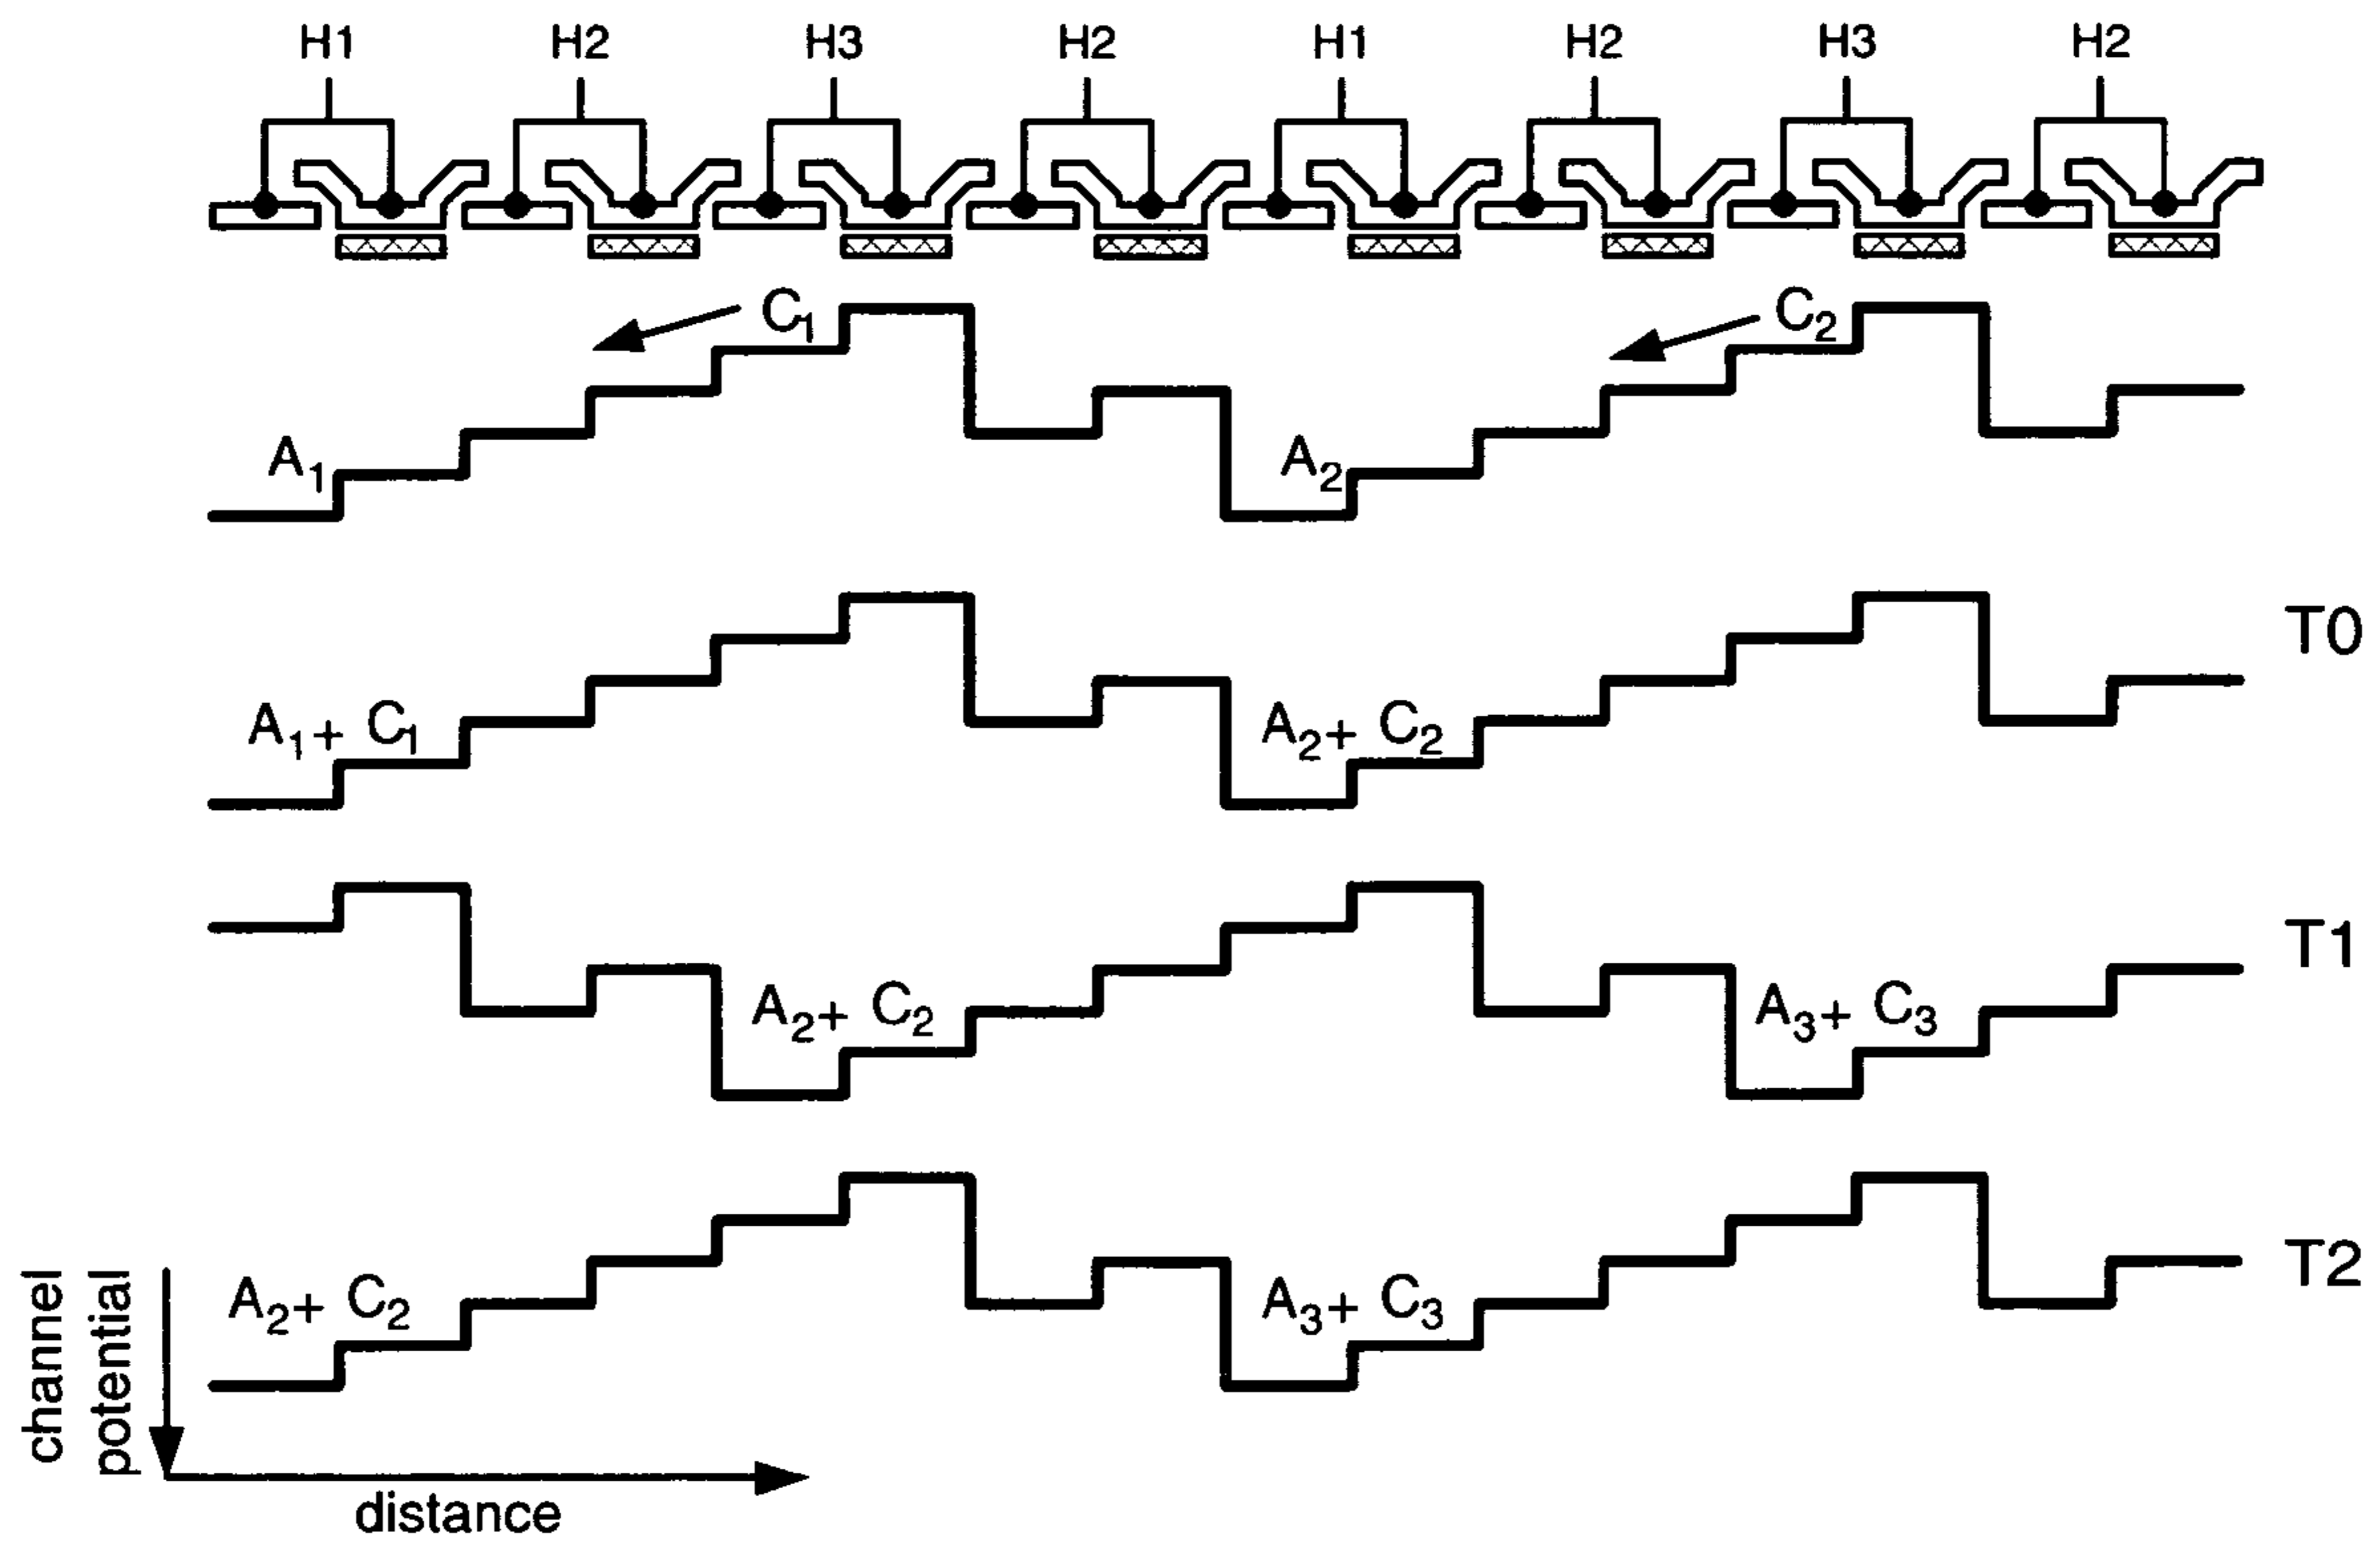 H1 H2 H3 H2 H1 H2 H3 H2
C1 C2
A1 A2
T0
A1+ C1 A2+ C2
T1
A2+ C2 A3+ C3
T2
A2+ C2 A3+ C3
channel
potential
distance